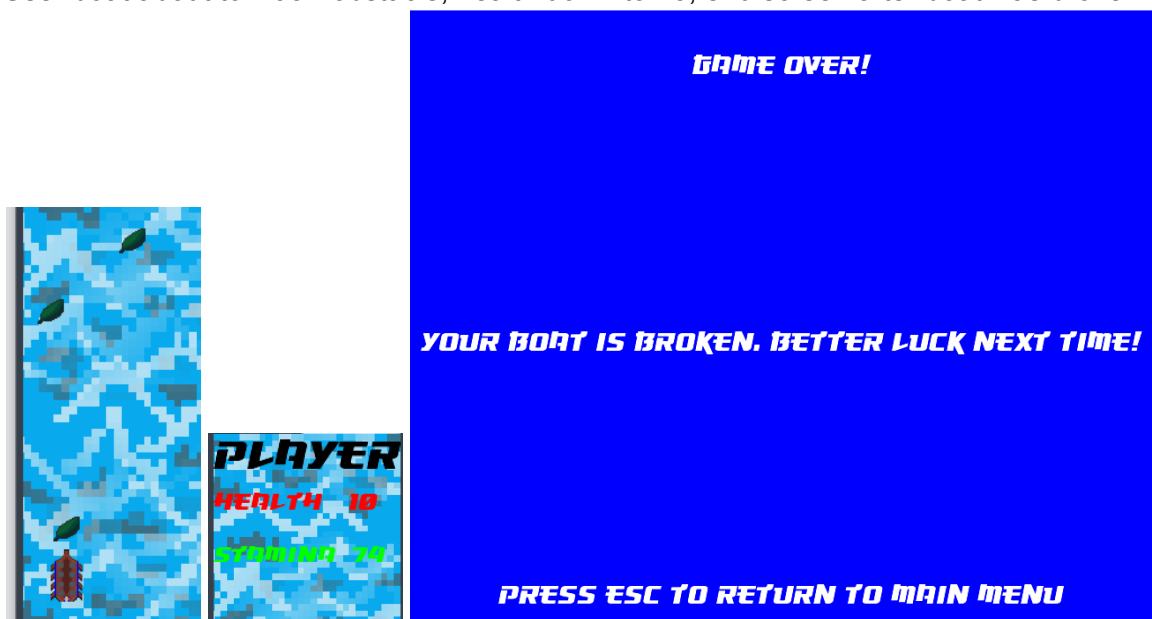 PLAYER
HEALTH 10
STAMINA 74
GAME OVER!
YOUR BOAT IS BROKEN. BETTER LUCK NEXT TIME!
PRESS ESC TO RETURN TO MAIN MENU